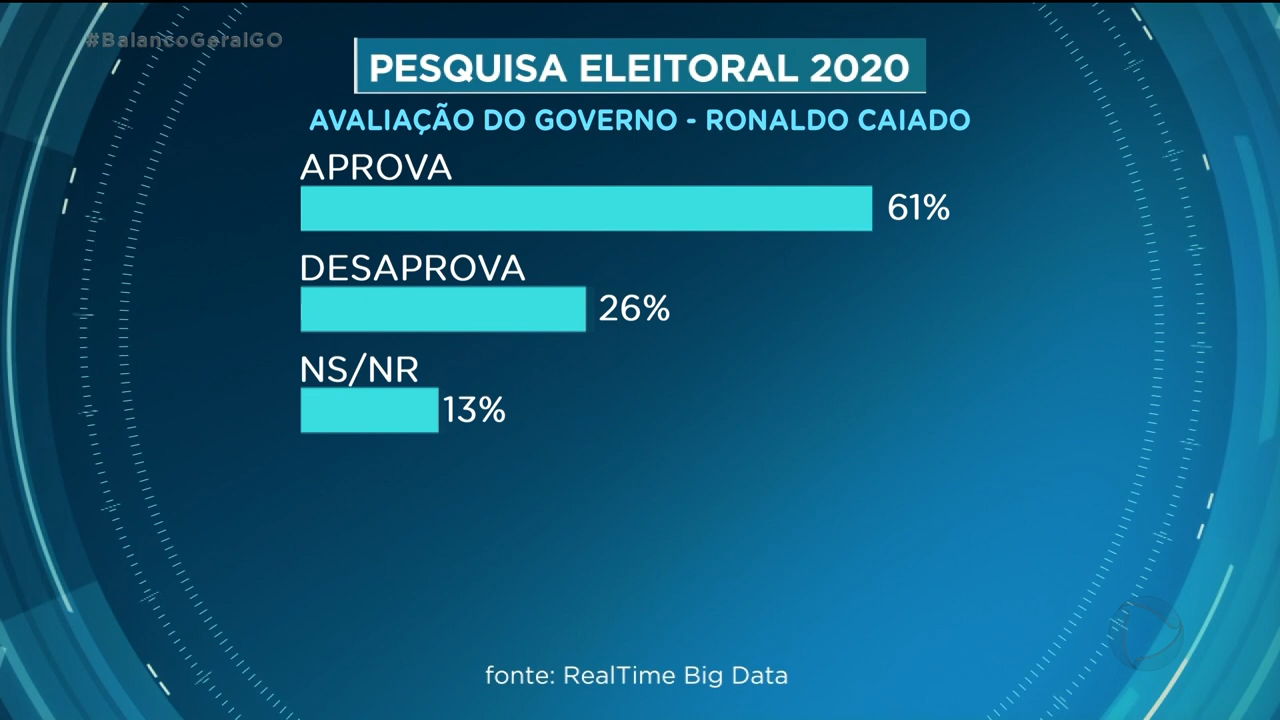 #BalancoGeralGO
PESQUISA ELEITORAL 2020
AVALIAÇÃO DO GOVERNO - RONALDO CAIADO
APROVA
61%
DESAPROVA
26%
NS/NR
13%
fonte: RealTime Big Data